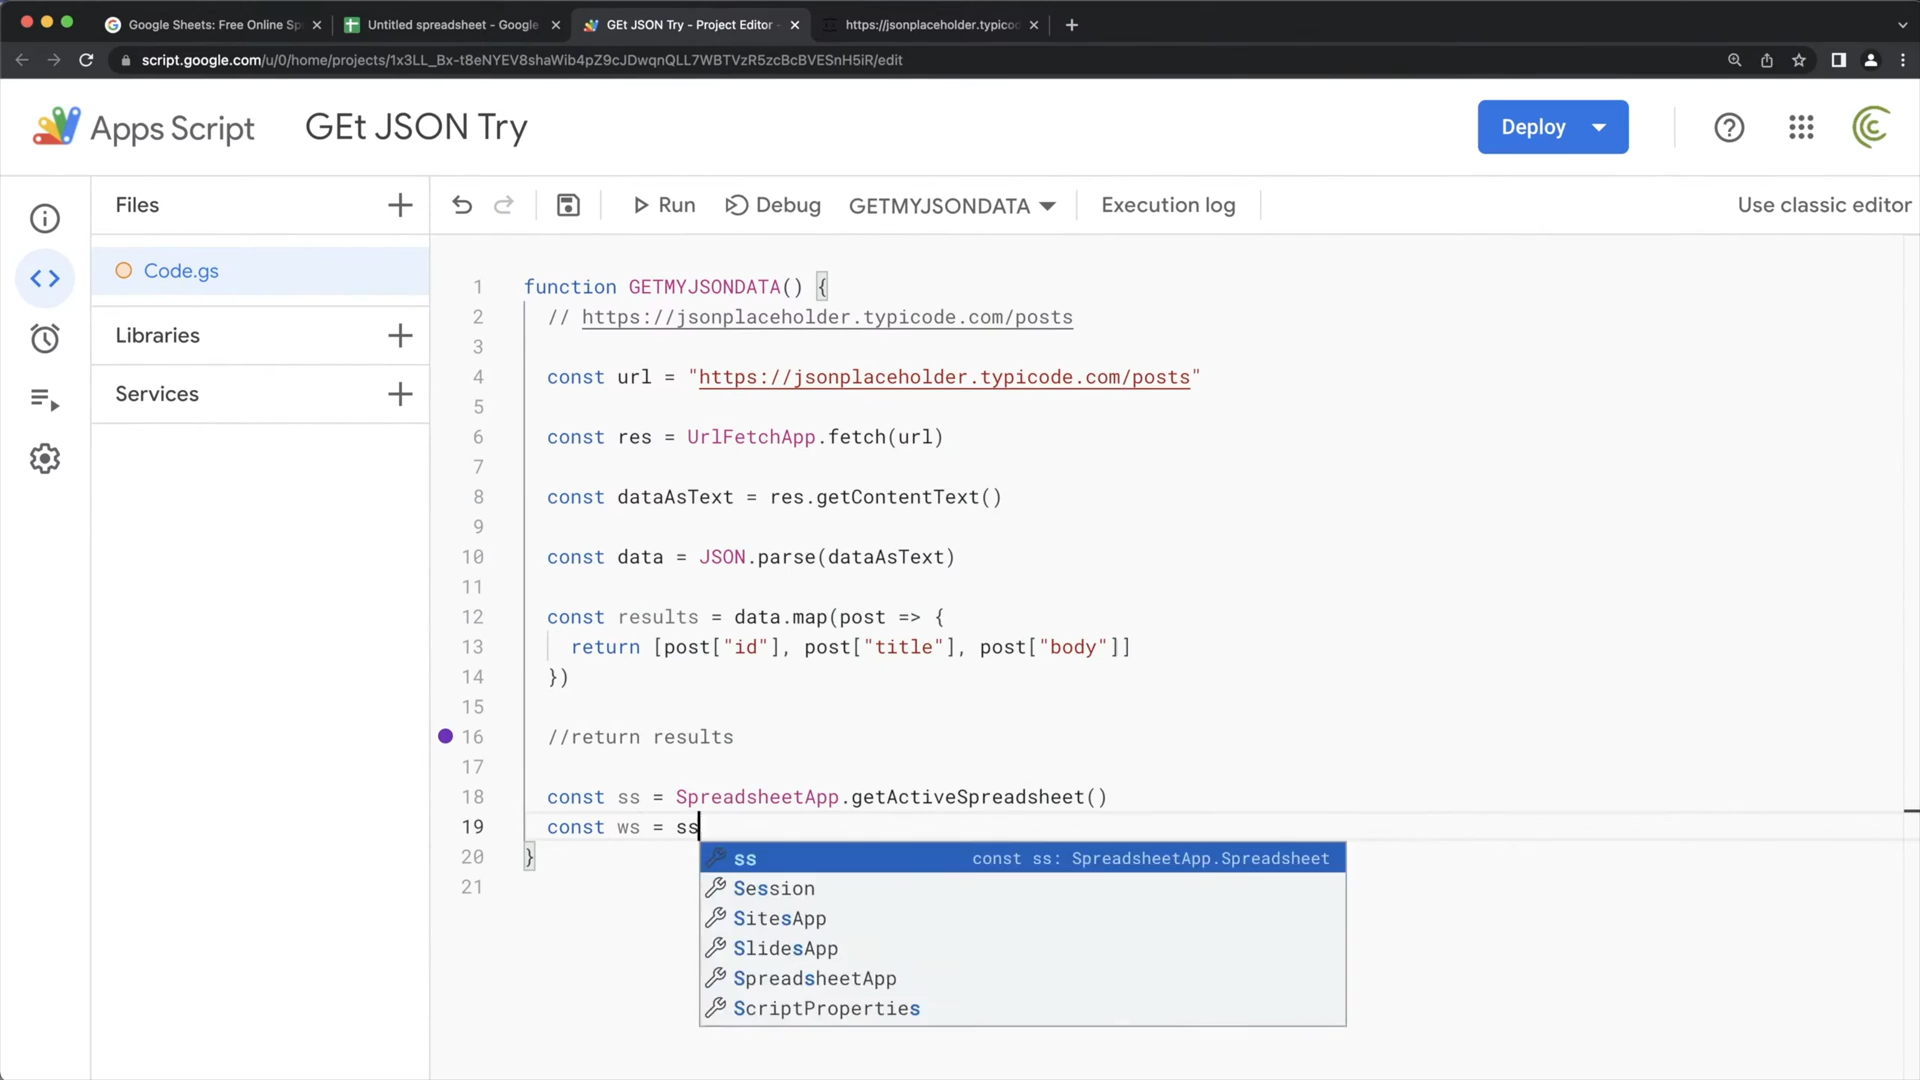 Google Sheets: Free Online Sp
Untitled spreadsheet - Google
GEt JSON Try - Project Editor -
https://jsonplaceholder.typico
script.google.com/u/0/home/projects/1x3LL_Bx-t8eNYEV8shaWib4pZ9cJDwqnQLL7WBTVzR5zcBcBVESnH5iR/edit
Apps Script
GEt JSON Try
Deploy
Files
Run
Debug
GETMYJSONDATA
Execution log
Use classic editor
Code.gs
Libraries
Services
1 function GETMYJSONDATA() {
2 // https://jsonplaceholder.typicode.com/posts
3
4 const url = "https://jsonplaceholder.typicode.com/posts"
5
6 const res = UrlFetchApp.fetch(url)
7
8 const dataAsText = res.getContentText()
9
10 const data = JSON.parse(dataAsText)
11
12 const results = data.map(post => {
13 return [post["id"], post["title"], post["body"]]
14 })
15
16 //return results
17
18 const ss = SpreadsheetApp.getActiveSpreadsheet()
19 const ws = ss
20 }
21
ss const ss: SpreadsheetApp.Spreadsheet
Session
SitesApp
SlidesApp
SpreadsheetApp
ScriptProperties